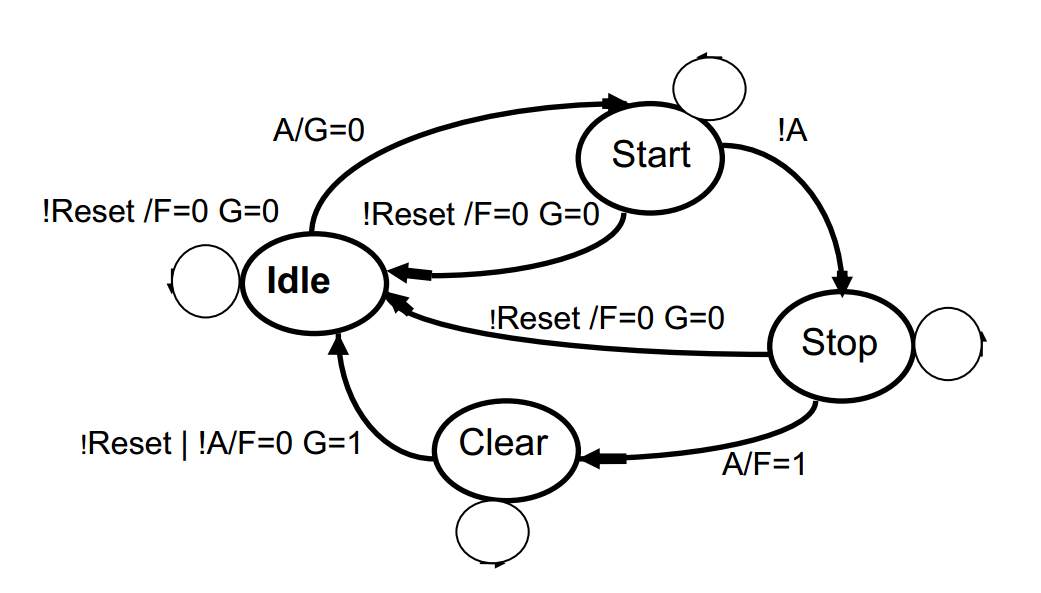 A/G=0
Start
!A
!Reset /F=0 G=0
!Reset /F=0 G=0
Idle
!Reset /F=0 G=0
Stop
!Reset | !A/F=0 G=1
Clear
A/F=1